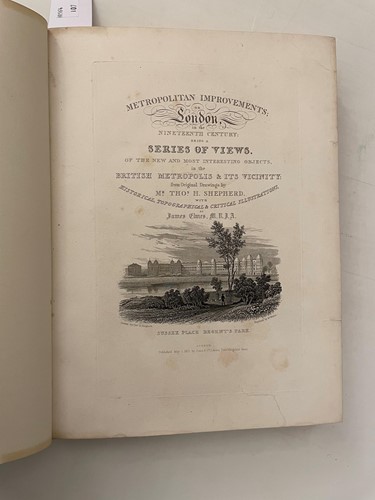 107
METROPOLITAN IMPROVEMENTS;
OR
London,
in the
NINETEENTH CENTURY:
BEING A
SERIES OF VIEWS,
OF THE NEW AND MOST INTERESTING OBJECTS,
in the
BRITISH METROPOLIS & ITS VICINITY:
from Original Drawings by
Mr. Thos. H. SHEPHERD.
WITH
HISTORICAL, TOPOGRAPHICAL & CRITICAL ILLUSTRATIONS,
BY
James Elmes, M.R.I.A.
SUSSEX PLACE REGENT'S PARK.
LONDON,